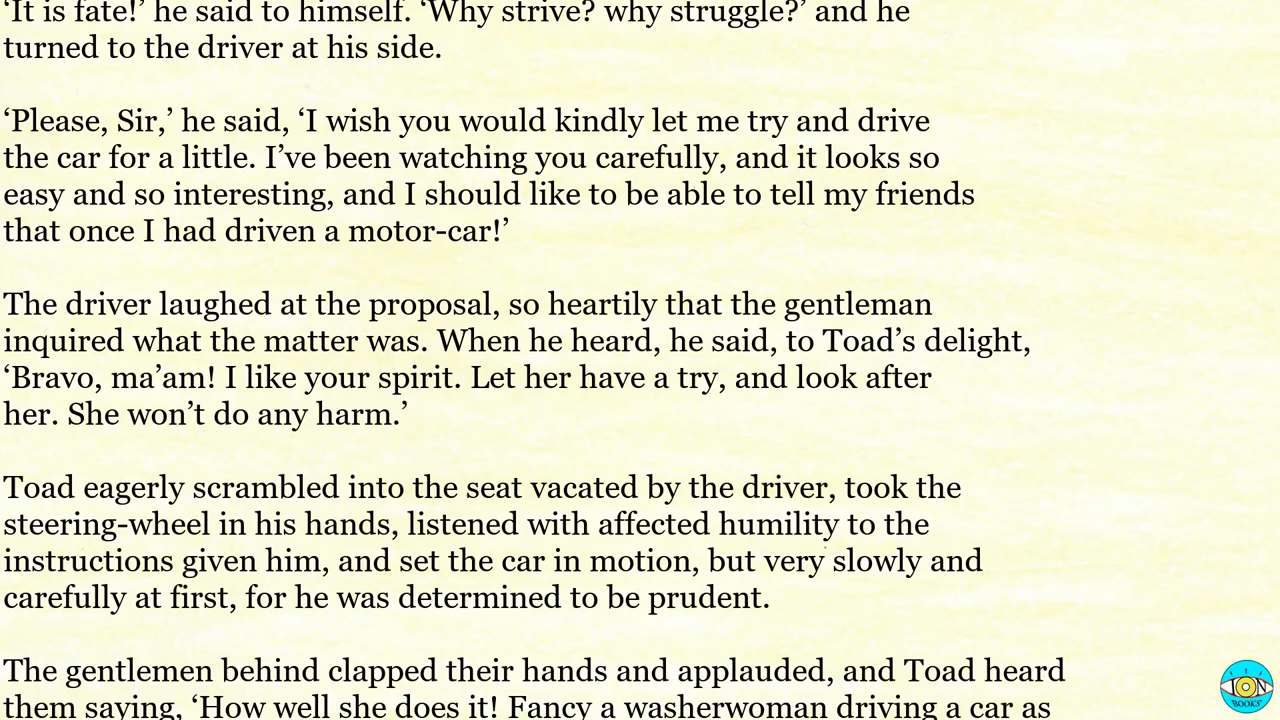 ‘It is fate!’ he said to himself. ‘Why strive? why struggle?’ and he
turned to the driver at his side.
‘Please, Sir,’ he said, ‘I wish you would kindly let me try and drive
the car for a little. I’ve been watching you carefully, and it looks so
easy and so interesting, and I should like to be able to tell my friends
that once I had driven a motor-car!’
The driver laughed at the proposal, so heartily that the gentleman
inquired what the matter was. When he heard, he said, to Toad’s delight,
‘Bravo, ma’am! I like your spirit. Let her have a try, and look after
her. She won’t do any harm.’
Toad eagerly scrambled into the seat vacated by the driver, took the
steering-wheel in his hands, listened with affected humility to the
instructions given him, and set the car in motion, but very slowly and
carefully at first, for he was determined to be prudent.
The gentlemen behind clapped their hands and applauded, and Toad heard
them saying, ‘How well she does it! Fancy a washerwoman driving a car as
ION
BOOKS